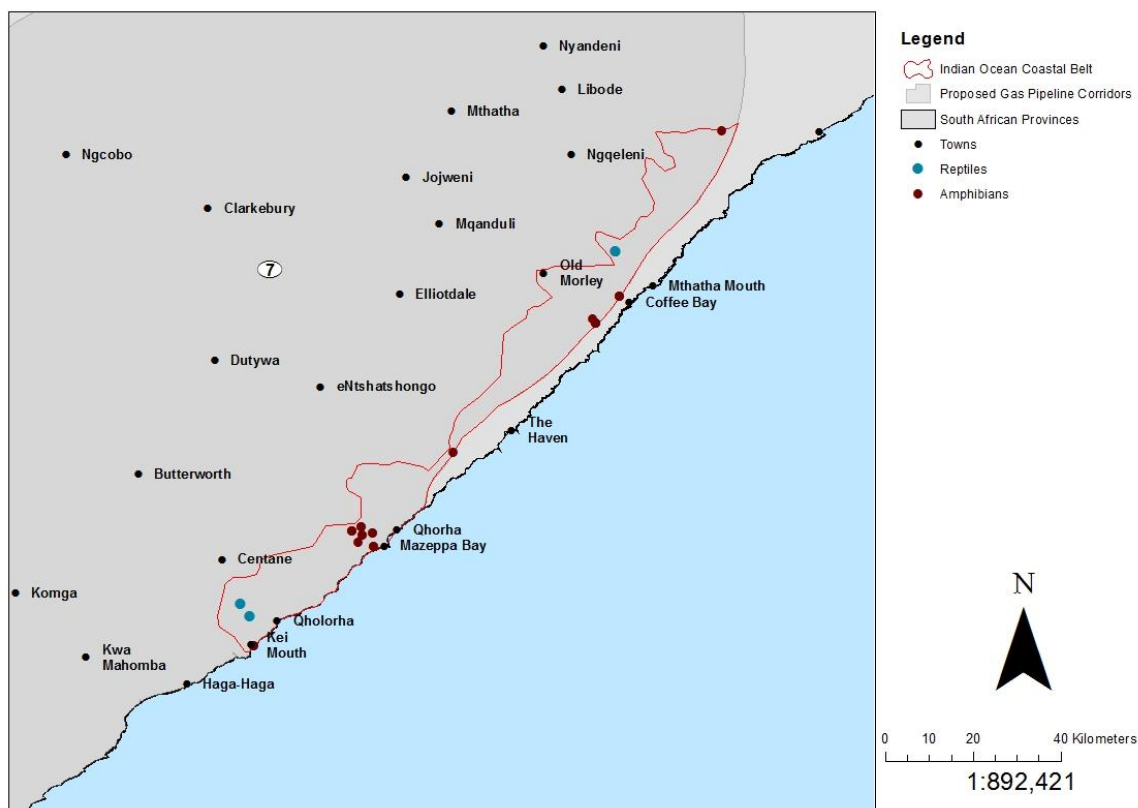 Nyandeni
Libode
Mthatha
Ngcobo
Ngqeleni
Jojweni
Clarkebury
Mqanduli
7
Old
Morley
Elliotdale
Mthatha Mouth
Coffee Bay
Dutywa
eNtshatshongo
The
Haven
Butterworth
Qhorha
Mazeppa Bay
Centane
Komga
Qholorha
Kei
Mouth
Kwa
Mahomba
Haga-Haga
Legend
Indian Ocean Coastal Belt
Proposed Gas Pipeline Corridors
South African Provinces
Towns
Reptiles
Amphibians
N
0 10 20 40 Kilometers
1:892,421